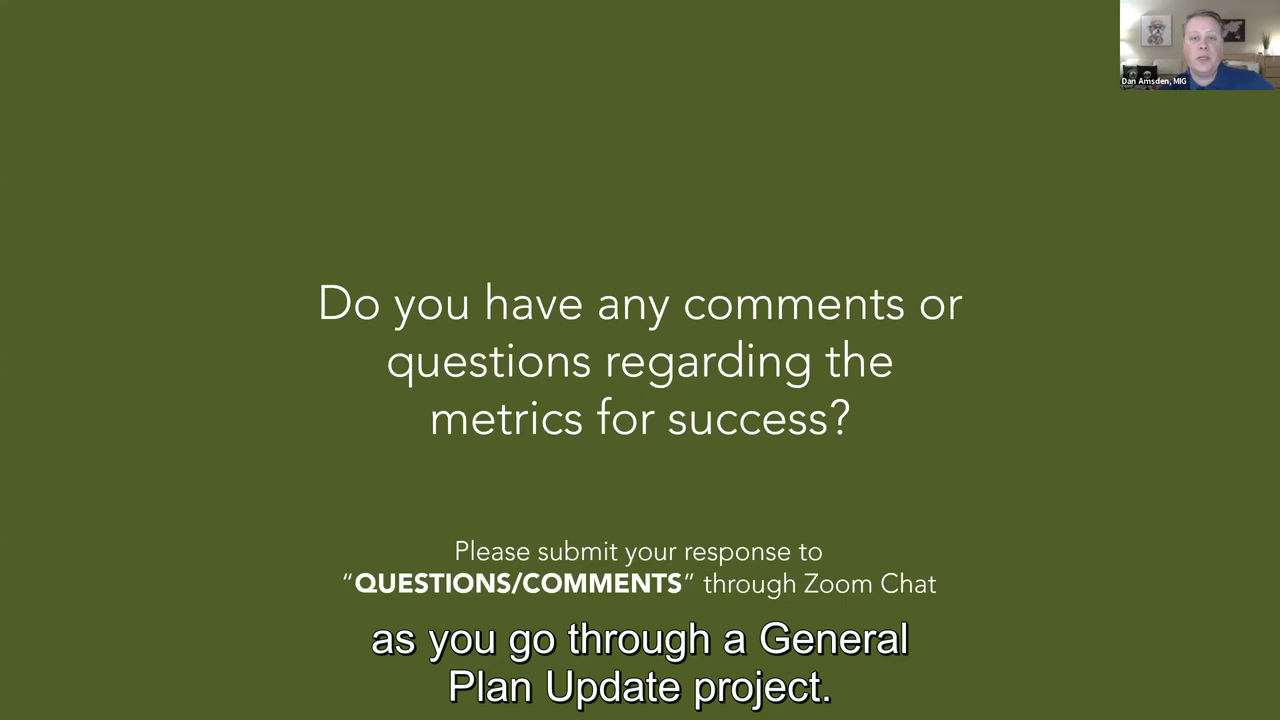 Dan Amsden, MIG
Do you have any comments or
questions regarding the
metrics for success?
Please submit your response to
“QUESTIONS/COMMENTS” through Zoom Chat
as you go through a General
Plan Update project.